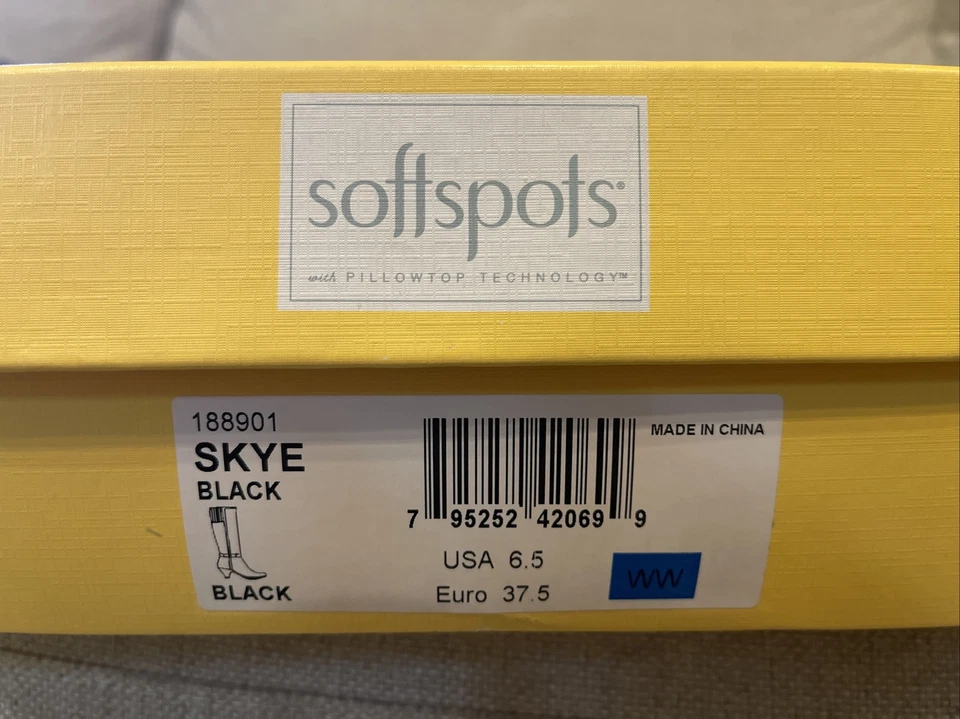 softspots®
with PILLOWTOP TECHNOLOGY™
188901
SKYE
BLACK
BLACK
7 95252 42069 9
USA 6.5
Euro 37.5
MADE IN CHINA
WW